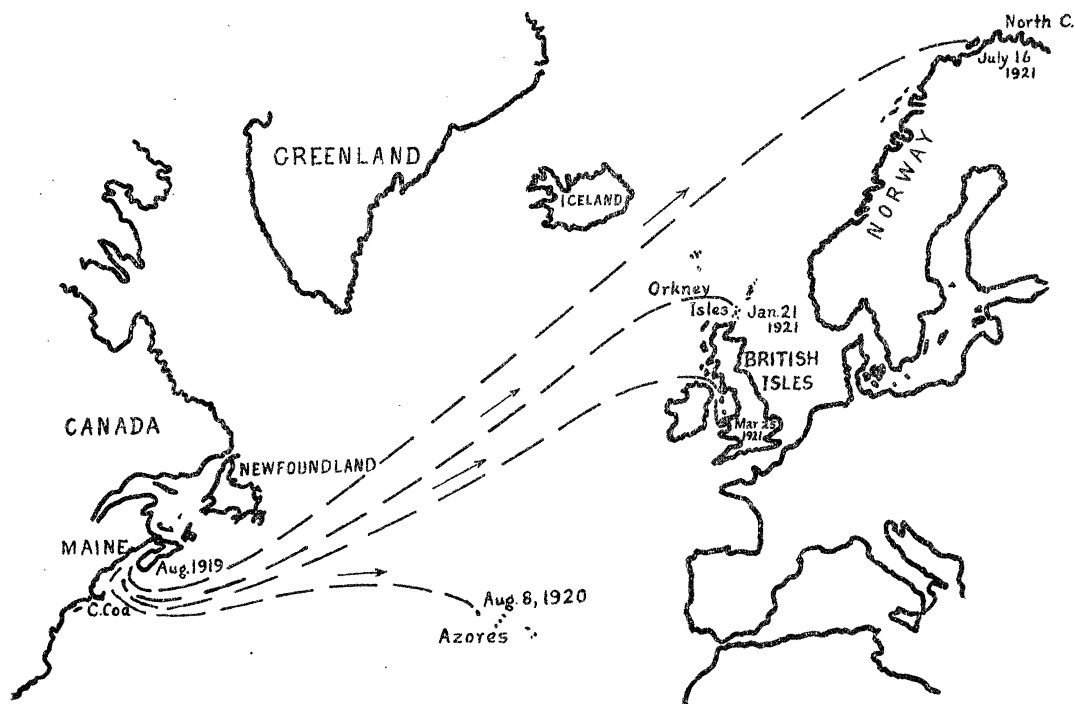 North C.
July 16
1921
GREENLAND
ICELAND
NORWAY
Orkney
Isles
Jan. 21
1921
BRITISH
ISLES
CANADA
Mar 25
1921
NEWFOUNDLAND
MAINE
Aug. 1919
C. Cod
Aug. 8, 1920
Azores